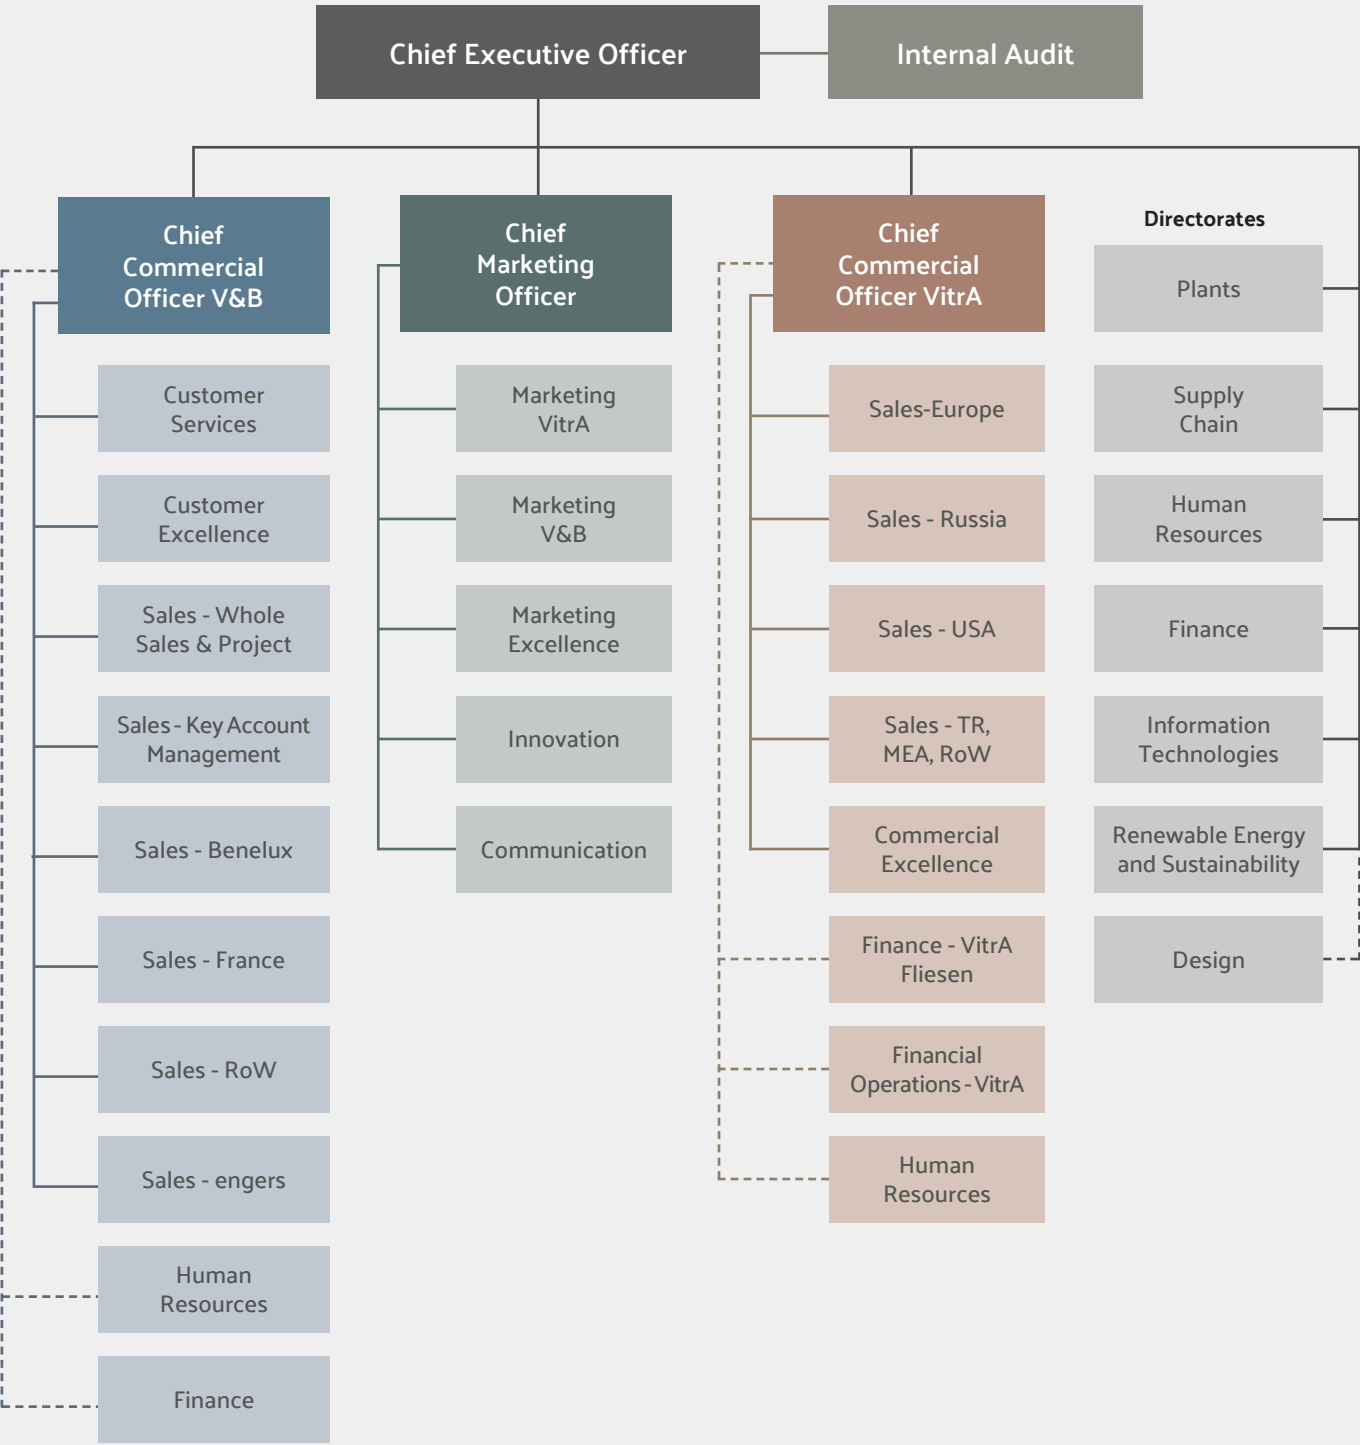 Chief Executive Officer
Internal Audit
Chief
Commercial
Officer V&B
Customer
Services
Customer
Excellence
Sales - Whole
Sales & Project
Sales - Key Account
Management
Sales - Benelux
Sales - France
Sales - RoW
Sales - engers
Human
Resources
Finance
Chief
Marketing
Officer
Marketing
VitrA
Marketing
V&B
Marketing
Excellence
Innovation
Communication
Chief
Commercial
Officer VitrA
Sales-Europe
Sales - Russia
Sales - USA
Sales - TR,
MEA, RoW
Commercial
Excellence
Finance - VitrA
Fliesen
Financial
Operations - VitrA
Human
Resources
Directorates
Plants
Supply
Chain
Human
Resources
Finance
Information
Technologies
Renewable Energy
and Sustainability
Design